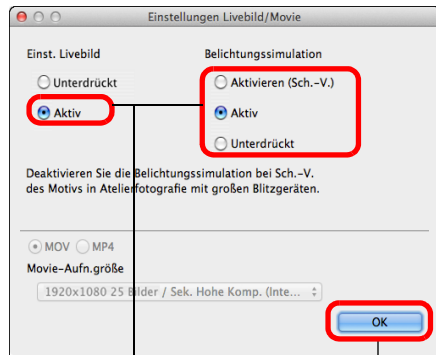 Einstellungen Livebild/Movie
Einst. Livebild
Unterdrückt
Aktiv
Belichtungssimulation
Aktivieren (Sch.-V.)
Aktiv
Unterdrückt
Deaktivieren Sie die Belichtungssimulation bei Sch.-V.
des Motivs in Atelierfotografie mit großen Blitzgeräten.
MOV MP4
Movie-Aufn.größe
1920x1080 25 Bilder / Sek. Hohe Komp. (Inte...
OK